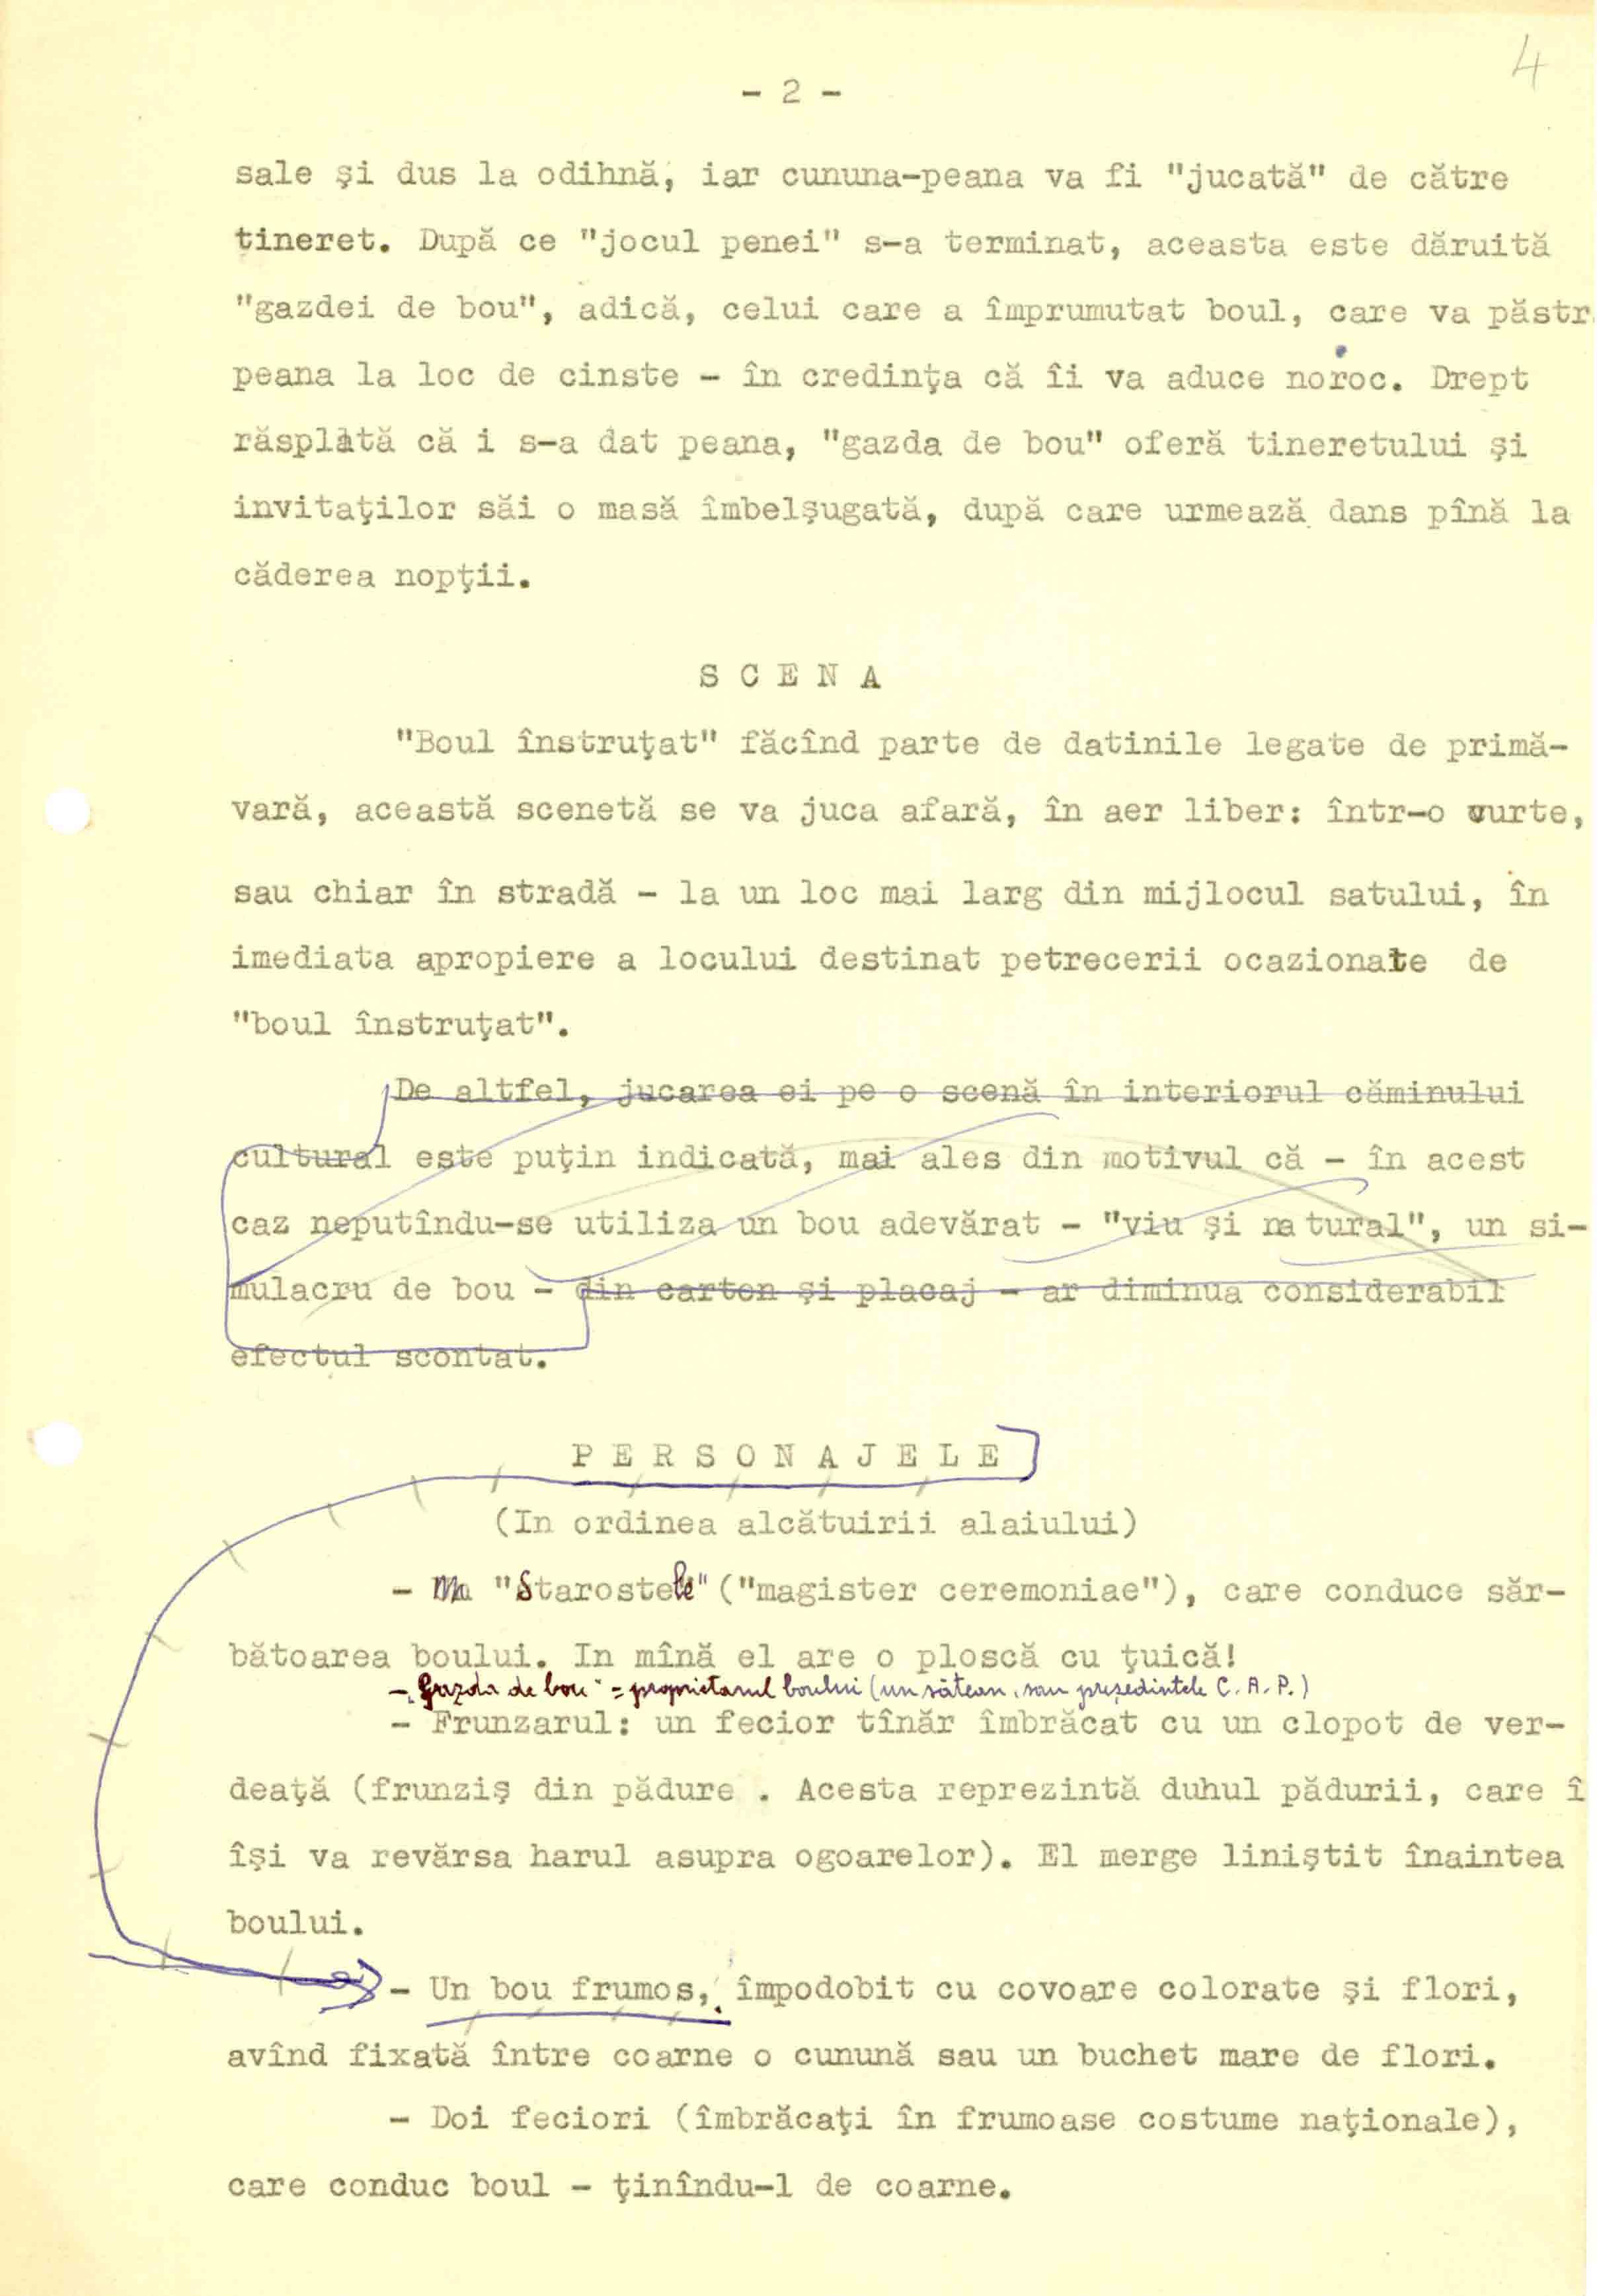 4
- 2 -
sale şi dus la odihnă, iar cununa-peana va fi "jucată" de către
tineret. După ce "jocul penei" s-a terminat, aceasta este dăruită
"gazdei de bou", adică, celui care a împrumutat boul, care va păstr
peana la loc de cinste - în credinţa că îi va aduce noroc. Drept
răsplată că i s-a dat peana, "gazda de bou" oferă tineretului şi
invitaţilor săi o masă îmbelşugată, după care urmează dans pînă la
căderea nopţii.
S C E N A
"Boul înstruţat" făcînd parte de datinile legate de primă-
vară, această scenetă se va juca afară, în aer liber: într-o curte,
sau chiar în stradă - la un loc mai larg din mijlocul satului, în
imediata apropiere a locului destinat petrecerii ocazionate de
"boul înstruţat".
De altfel, jucarea ei pe o scenă în interiorul căminului
cultural este puţin indicată, mai ales din motivul că - în acest
caz neputîndu-se utiliza un bou adevărat - "viu şi natural", un si-
mulacru de bou - din carton şi placaj - ar diminua considerabil
efectul scontat.
P E R S O N A J E L E
(In ordinea alcătuirii alaiului)
- "Starostele" ("magister ceremoniae"), care conduce săr-
bătoarea boului. In mînă el are o ploscă cu ţuică!
- "Gazda de bou" = proprietarul boului (un sătean, sau preşedintele C.A.P.)
- Frunzarul: un fecior tînăr îmbrăcat cu un clopot de ver-
deaţă (frunziş din pădure . Acesta reprezintă duhul pădurii, care î
îşi va revărsa harul asupra ogoarelor). El merge liniştit înaintea
boului.
- Un bou frumos, împodobit cu covoare colorate şi flori,
avînd fixată între coarne o cunună sau un buchet mare de flori.
- Doi feciori (îmbrăcaţi în frumoase costume naţionale),
care conduc boul - ţinîndu-l de coarne.